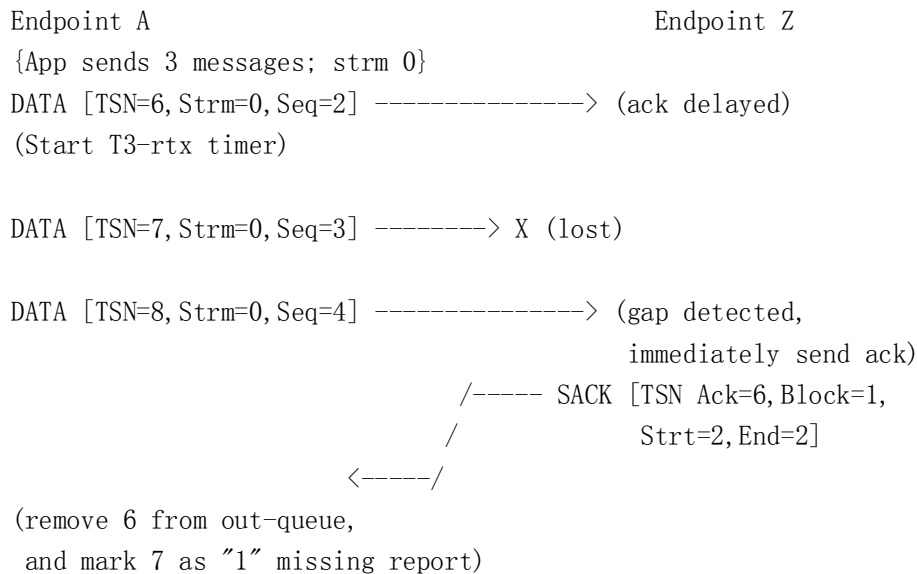 Endpoint A                                         Endpoint Z
{App sends 3 messages; strm 0}
DATA [TSN=6,Strm=0,Seq=2] ---------------> (ack delayed)
(Start T3-rtx timer)

DATA [TSN=7,Strm=0,Seq=3] --------> X (lost)

DATA [TSN=8,Strm=0,Seq=4] ---------------> (gap detected,
                                           immediately send ack)
                                /----- SACK [TSN Ack=6,Block=1,
                               /             Strt=2,End=2]
                        <-----/
(remove 6 from out-queue,
 and mark 7 as "1" missing report)